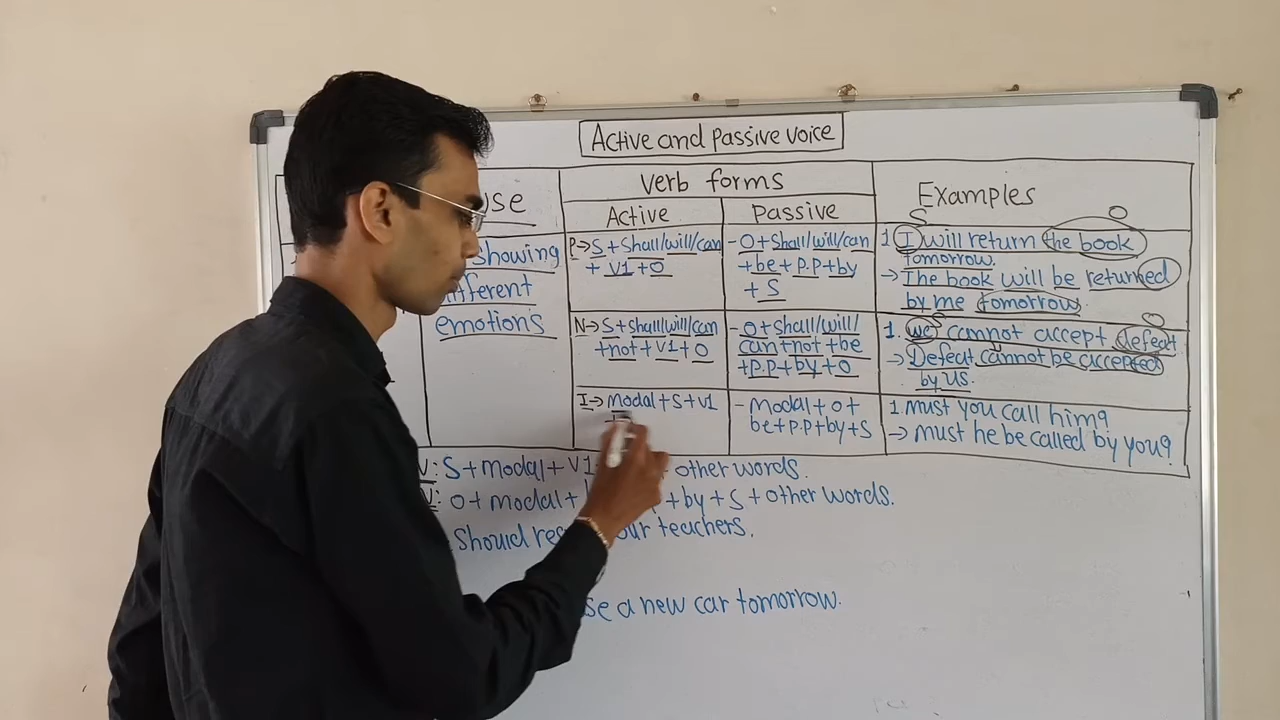 Active and Passive voice
Verb forms
Examples
Active
Passive
showing
emotions
P→ S + Shall/will/can
+ V1 + O
- O + Shall/will/can
+ be + P.P + by
+ S
S O
1 I will return the book
tomorrow.
→ The book will be returned
by me tomorrow.
N→ S + Shall/will/can
+ not + V1 + O
- O + Shall/will/
can + not + be
+ P.P + by + O
1. we cannot accept defeat
→ Defeat cannot be accepted
by us
I→ Modal + S + V1
- Modal + O +
be + P.P + by + S
1. Must you call him?
→ Must he be called by you?
: S + Modal + V1 other words.
: O + Modal + + by + S + other words.
Should our teachers.
a new car tomorrow.